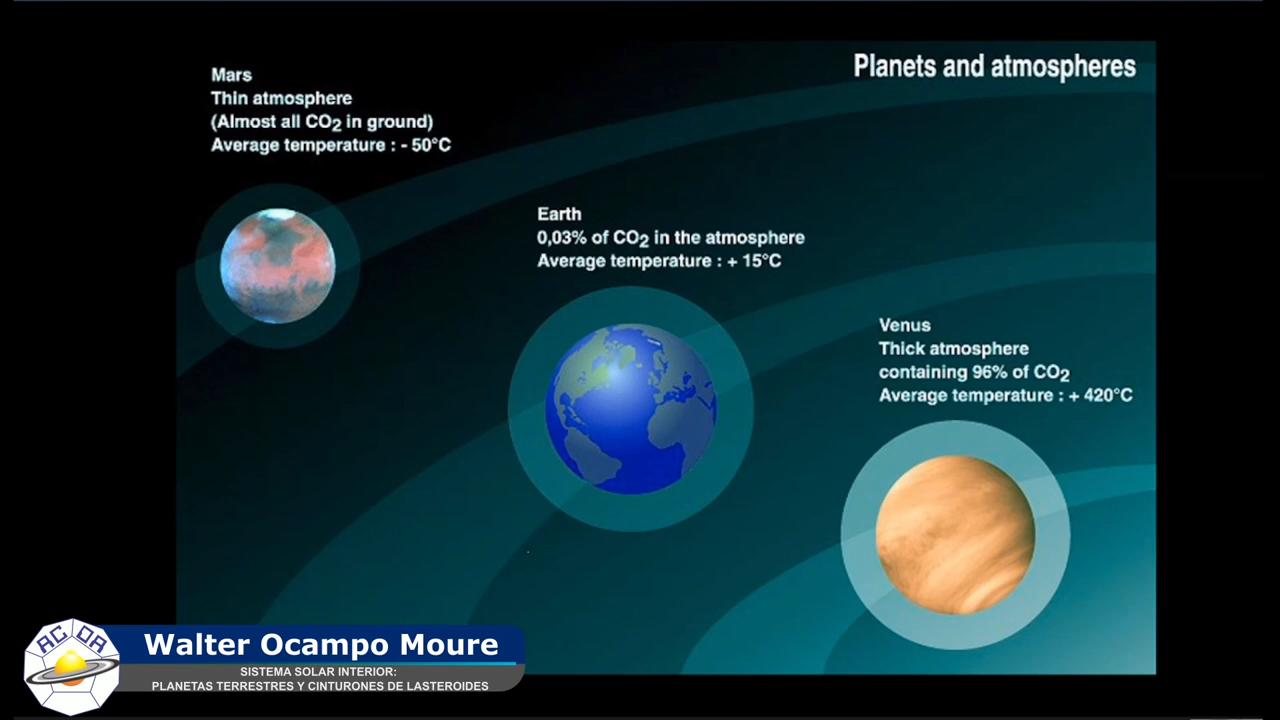 Planets and atmospheres
Mars
Thin atmosphere
(Almost all CO2 in ground)
Average temperature : - 50°C
Earth
0,03% of CO2 in the atmosphere
Average temperature : + 15°C
Venus
Thick atmosphere
containing 96% of CO2
Average temperature : + 420°C
ACDA
Walter Ocampo Moure
SISTEMA SOLAR INTERIOR:
PLANETAS TERRESTRES Y CINTURONES DE LASTEROIDES